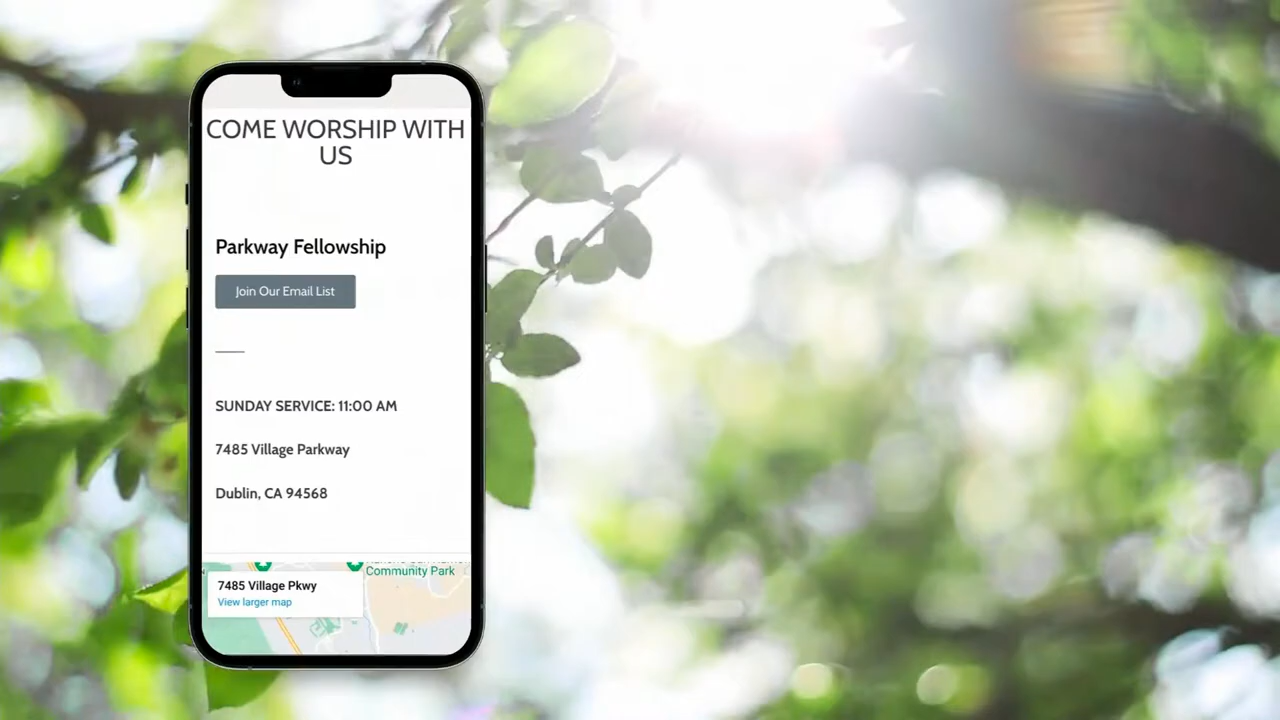 COME WORSHIP WITH
US
Parkway Fellowship
Join Our Email List
SUNDAY SERVICE: 11:00 AM
7485 Village Parkway
Dublin, CA 94568
Community Park
7485 Village Pkwy
View larger map